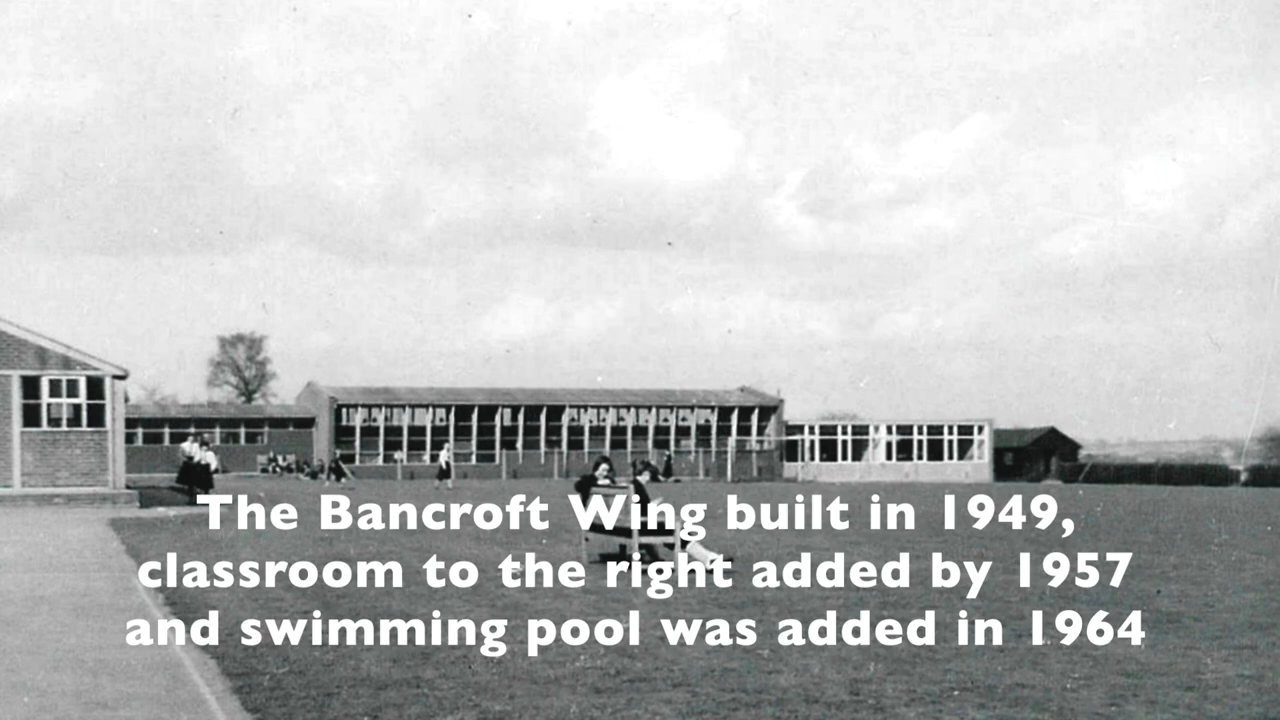 The Bancroft Wing built in 1949,
classroom to the right added by 1957
and swimming pool was added in 1964